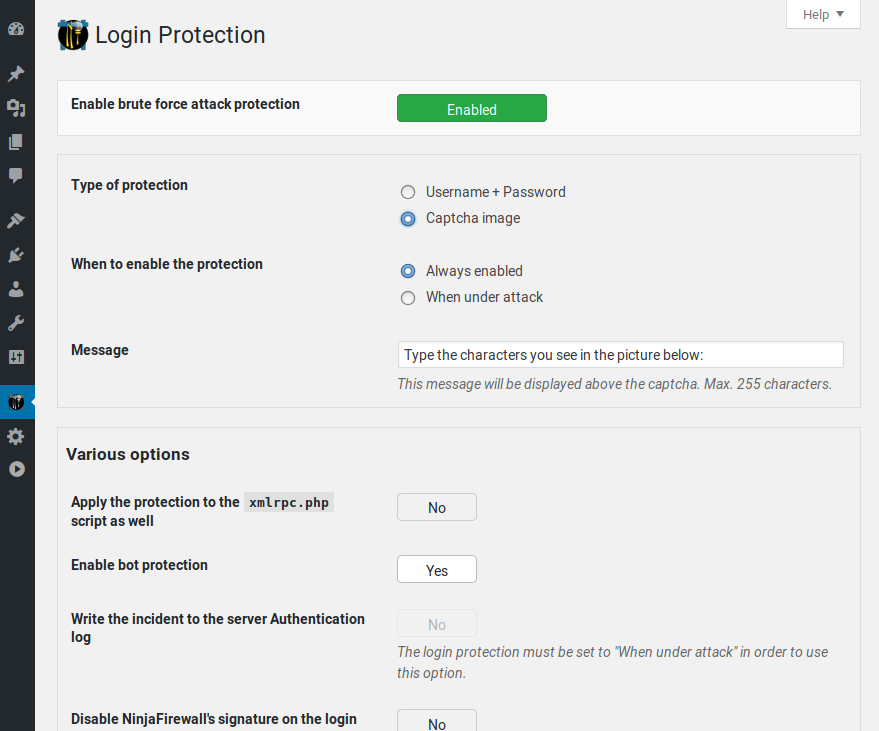 Help
Login Protection
Enable brute force attack protection
Enabled
Type of protection
Username + Password
Captcha image
When to enable the protection
Always enabled
When under attack
Message
Type the characters you see in the picture below:
This message will be displayed above the captcha. Max. 255 characters.
Various options
Apply the protection to the xmlrpc.php
script as well
No
Enable bot protection
Yes
Write the incident to the server Authentication
log
No
The login protection must be set to "When under attack" in order to use
this option.
Disable NinjaFirewall's signature on the login
No